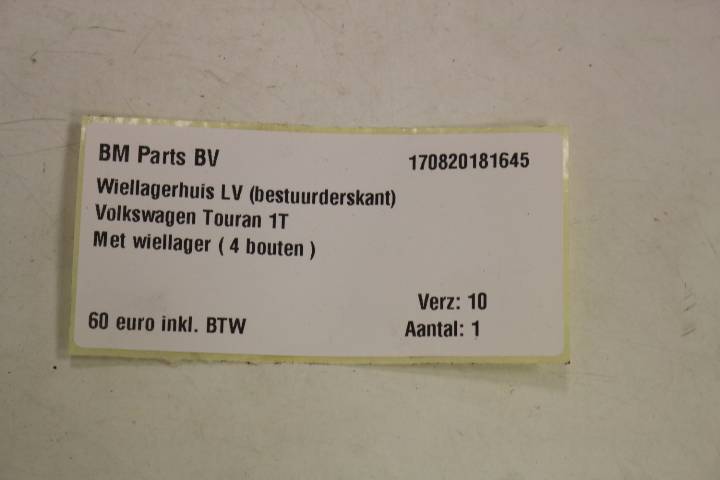 BM Parts BV 170820181645
Wiellagerhuis LV (bestuurderskant)
Volkswagen Touran 1T
Met wiellager ( 4 bouten )
Verz: 10
60 euro inkl. BTW Aantal: 1